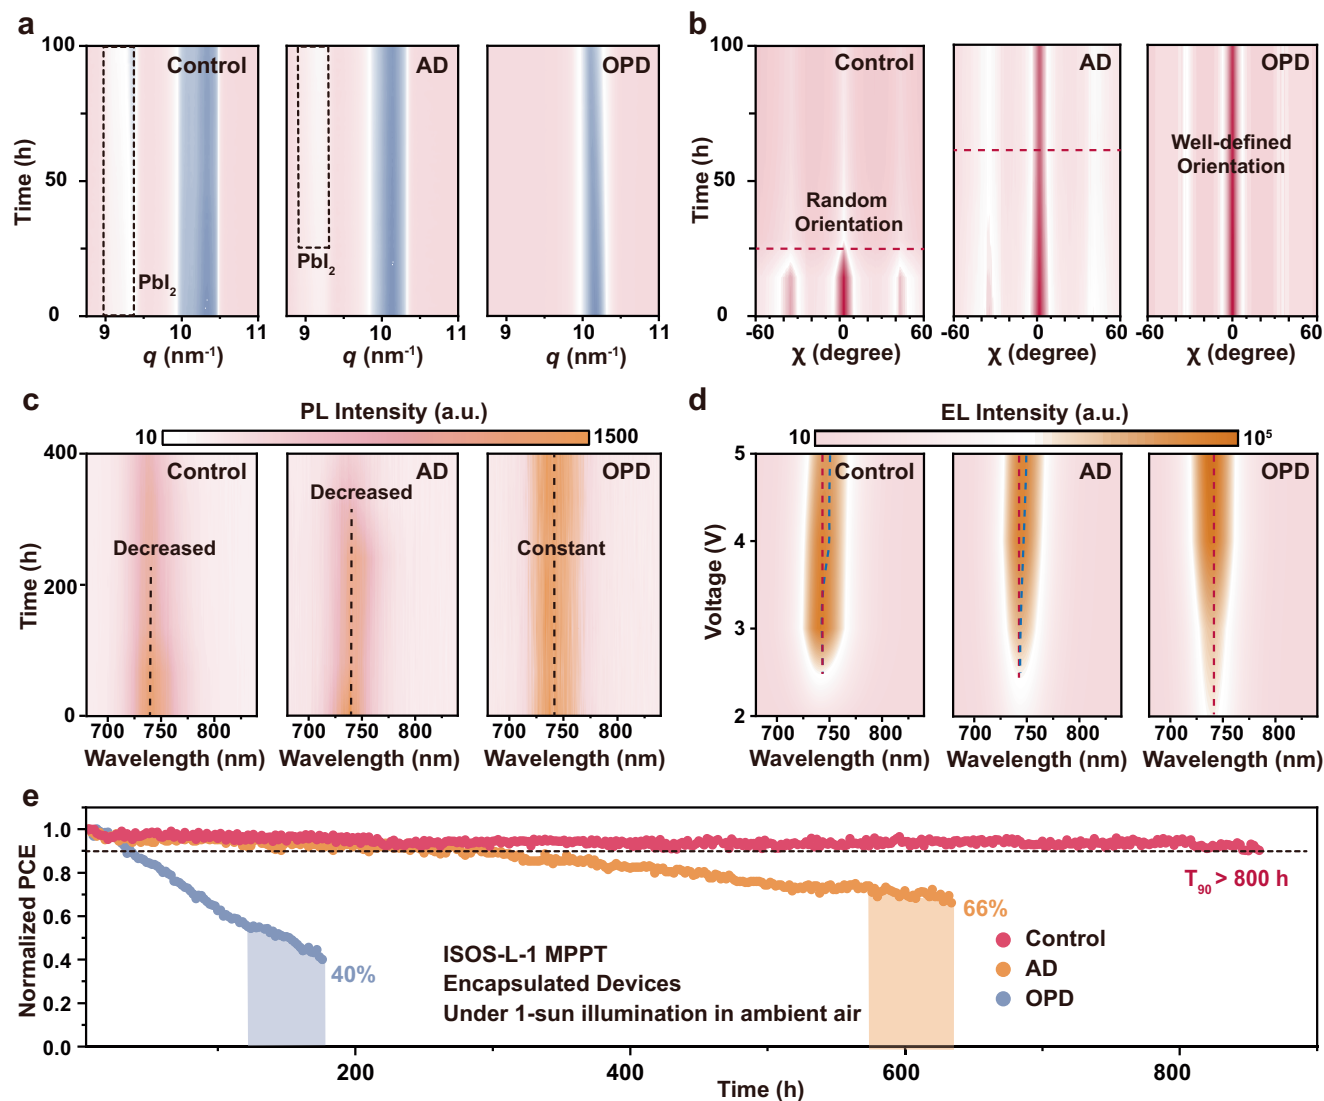 a
Control
AD
OPD
PbI2
PbI2
Time (h)
100
50
0
9 10 11
9 10 11
9 10 11
q (nm-1)
q (nm-1)
q (nm-1)
b
Control
AD
OPD
Random
Orientation
Well-defined
Orientation
Time (h)
100
50
0
-60 0 60
-60 0 60
-60 0 60
χ (degree)
χ (degree)
χ (degree)
c
PL Intensity (a.u.)
10
1500
Control
AD
OPD
Decreased
Decreased
Constant
Time (h)
400
200
0
700 750 800
700 750 800
700 750 800
Wavelength (nm)
Wavelength (nm)
Wavelength (nm)
d
EL Intensity (a.u.)
10
10⁵
Control
AD
OPD
Voltage (V)
5
4
3
2
700 800
700 800
700 800
Wavelength (nm)
Wavelength (nm)
Wavelength (nm)
e
Normalized PCE
1.0
0.8
0.6
0.4
0.2
0.0
T90 > 800 h
66%
40%
ISOS-L-1 MPPT
Encapsulated Devices
Under 1-sun illumination in ambient air
Control
AD
OPD
200 400 600 800
Time (h)